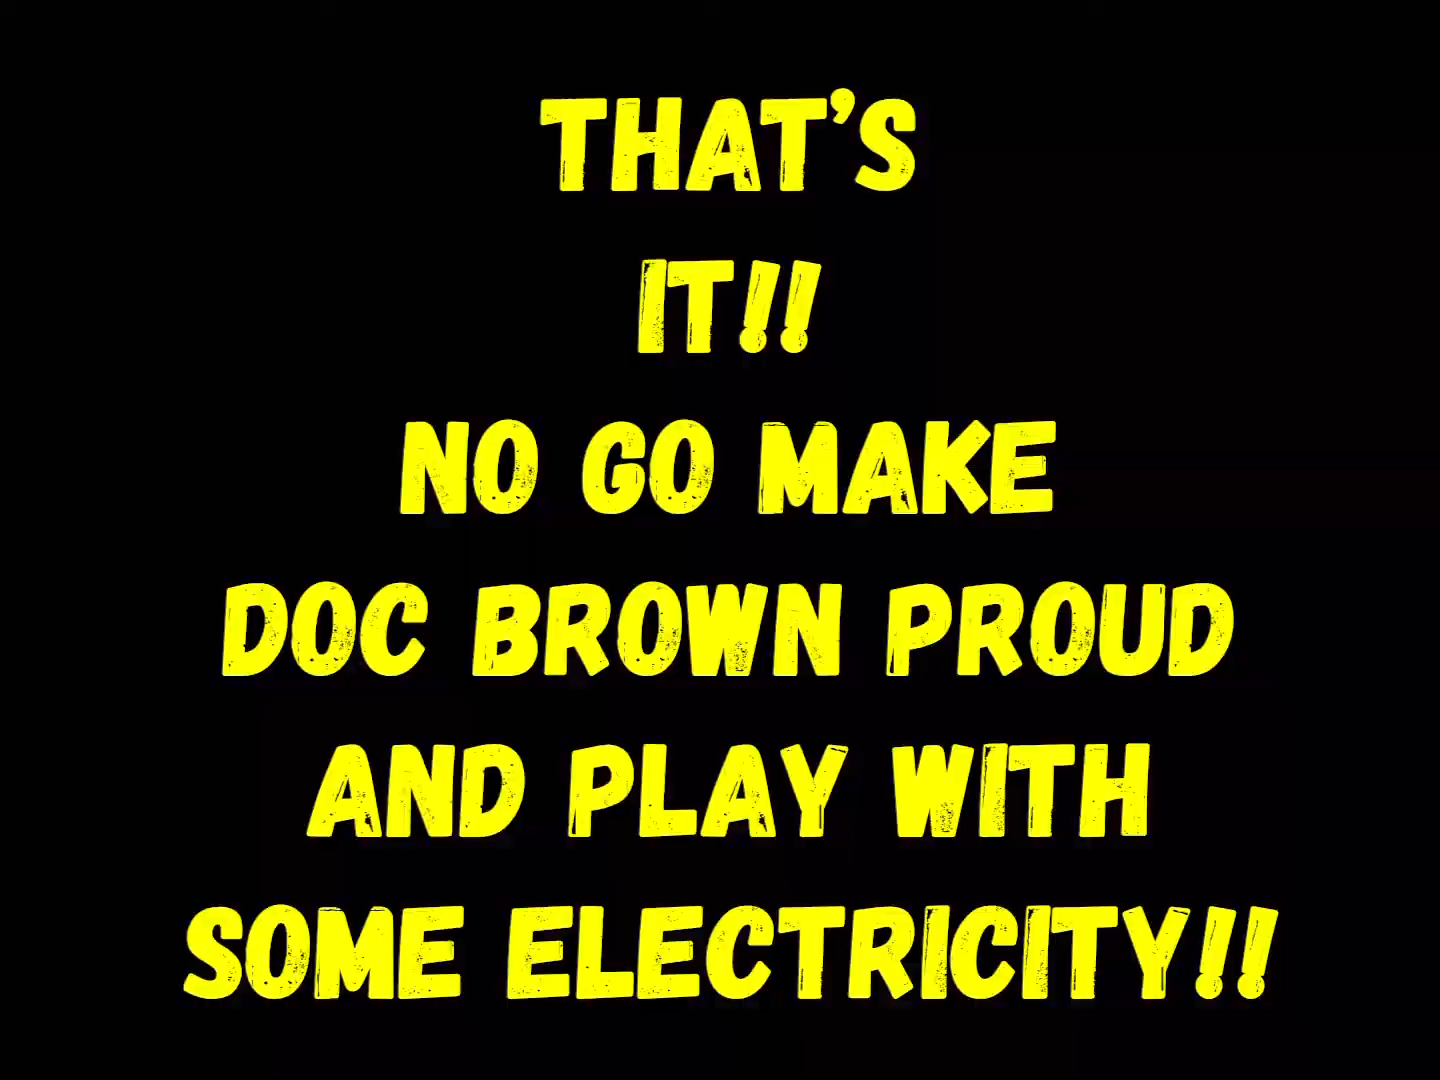 THAT'S
IT!!
NO GO MAKE
DOC BROWN PROUD
AND PLAY WITH
SOME ELECTRICITY!!